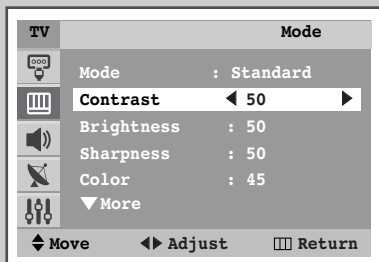 TV Mode
Mode : Standard
Contrast ◀ 50 ▶
Brightness : 50
Sharpness : 50
Color : 45
▼More
Move Adjust Return